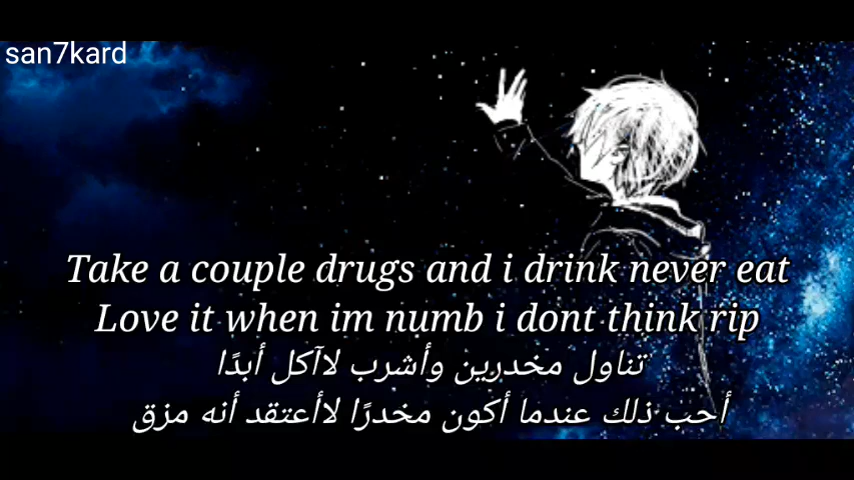 san7kard
Take a couple drugs and i drink never eat
Love it when im numb i dont think rip
تناول مخدرين وأشرب لاآكل أبدًا
أحب ذلك عندما أكون مخدرًا لاأعتقد أنه مزق